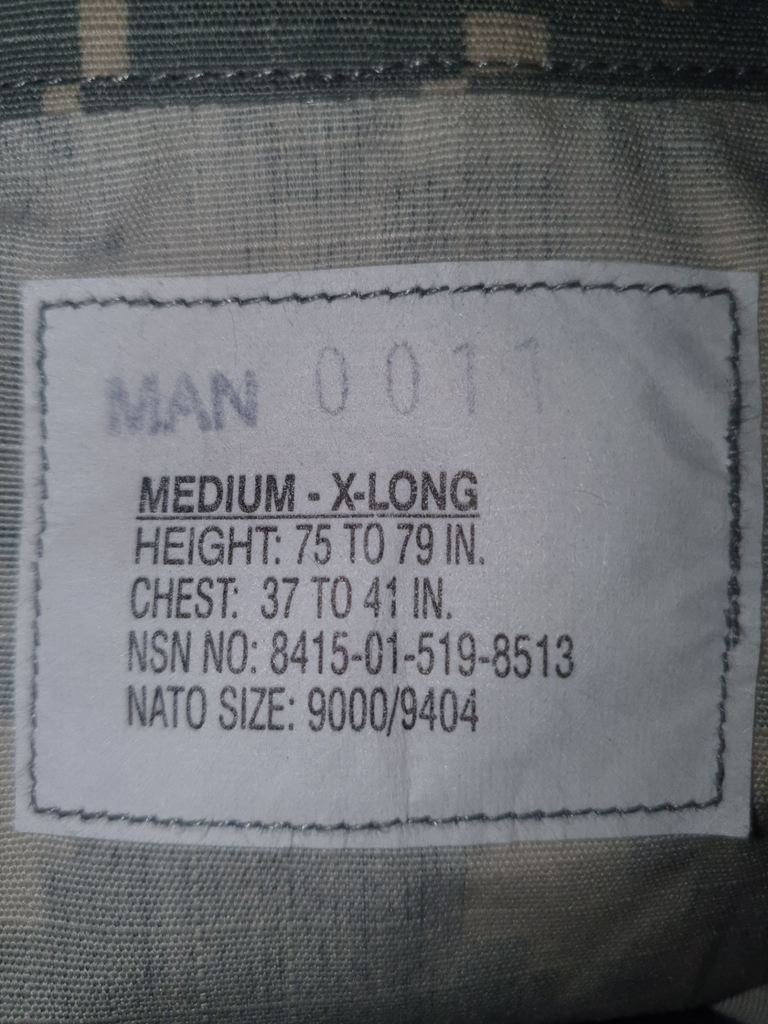 MAN 0011
MEDIUM - X-LONG
HEIGHT: 75 TO 79 IN.
CHEST: 37 TO 41 IN.
NSN NO: 8415-01-519-8513
NATO SIZE: 9000/9404